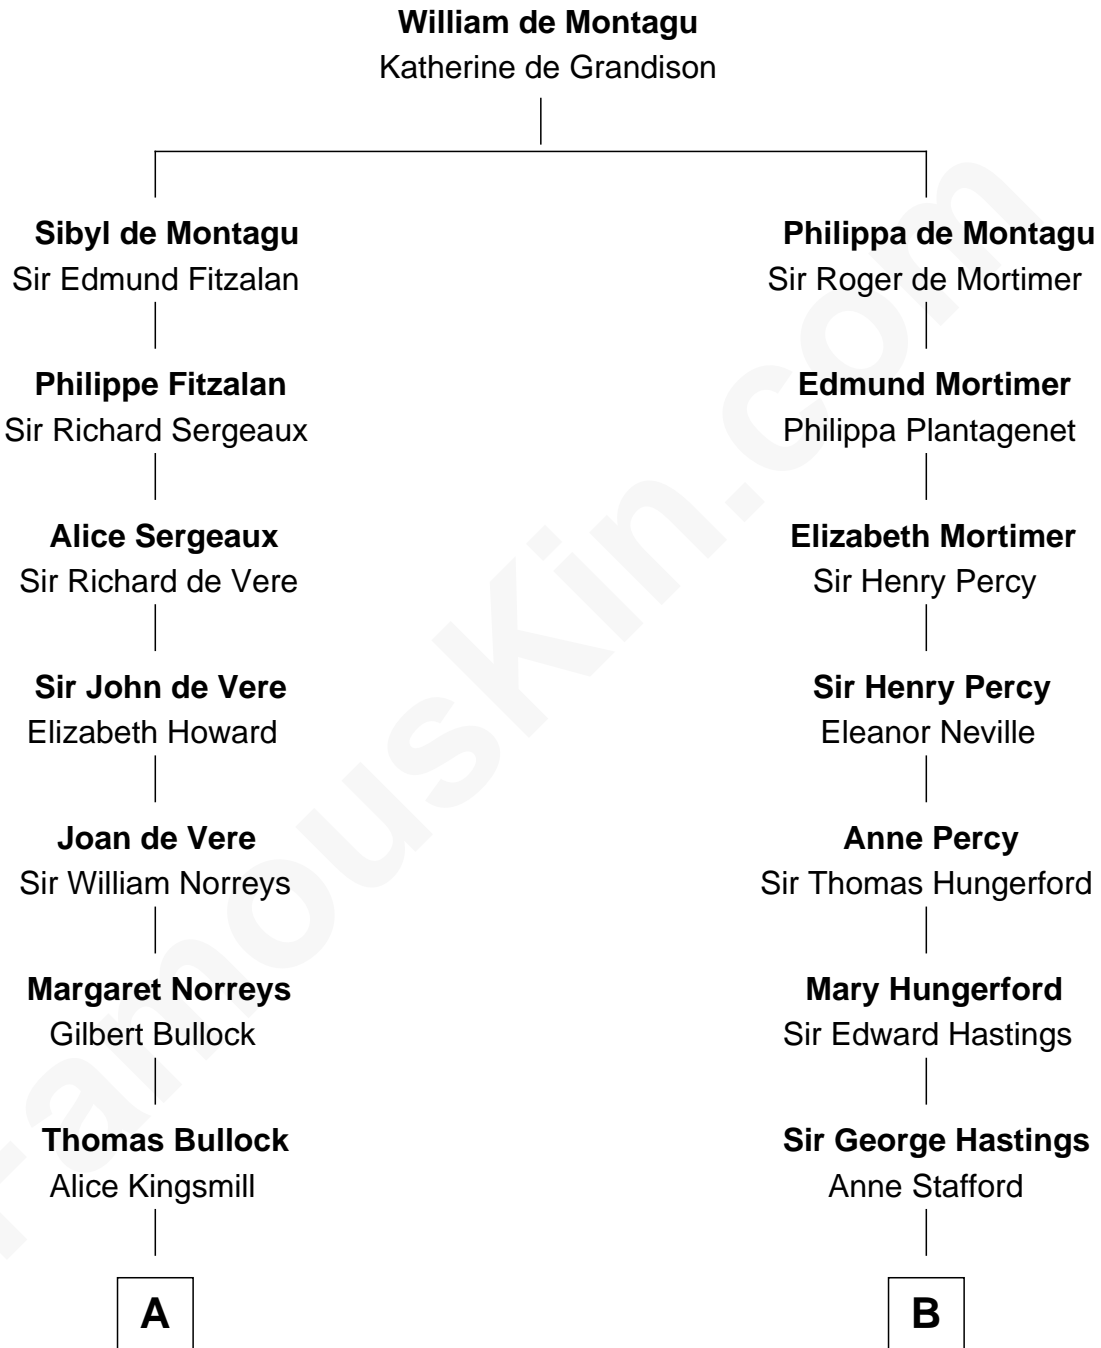 William de Montagu
Katherine de Grandison
Sibyl de Montagu
Sir Edmund Fitzalan
Philippa de Montagu
Sir Roger de Mortimer
Philippe Fitzalan
Sir Richard Sergeaux
Edmund Mortimer
Philippa Plantagenet
Alice Sergeaux
Sir Richard de Vere
Elizabeth Mortimer
Sir Henry Percy
Sir John de Vere
Elizabeth Howard
Sir Henry Percy
Eleanor Neville
Joan de Vere
Sir William Norreys
Anne Percy
Sir Thomas Hungerford
Margaret Norreys
Gilbert Bullock
Mary Hungerford
Sir Edward Hastings
Thomas Bullock
Alice Kingsmill
Sir George Hastings
Anne Stafford
A
B
FamousKin.com